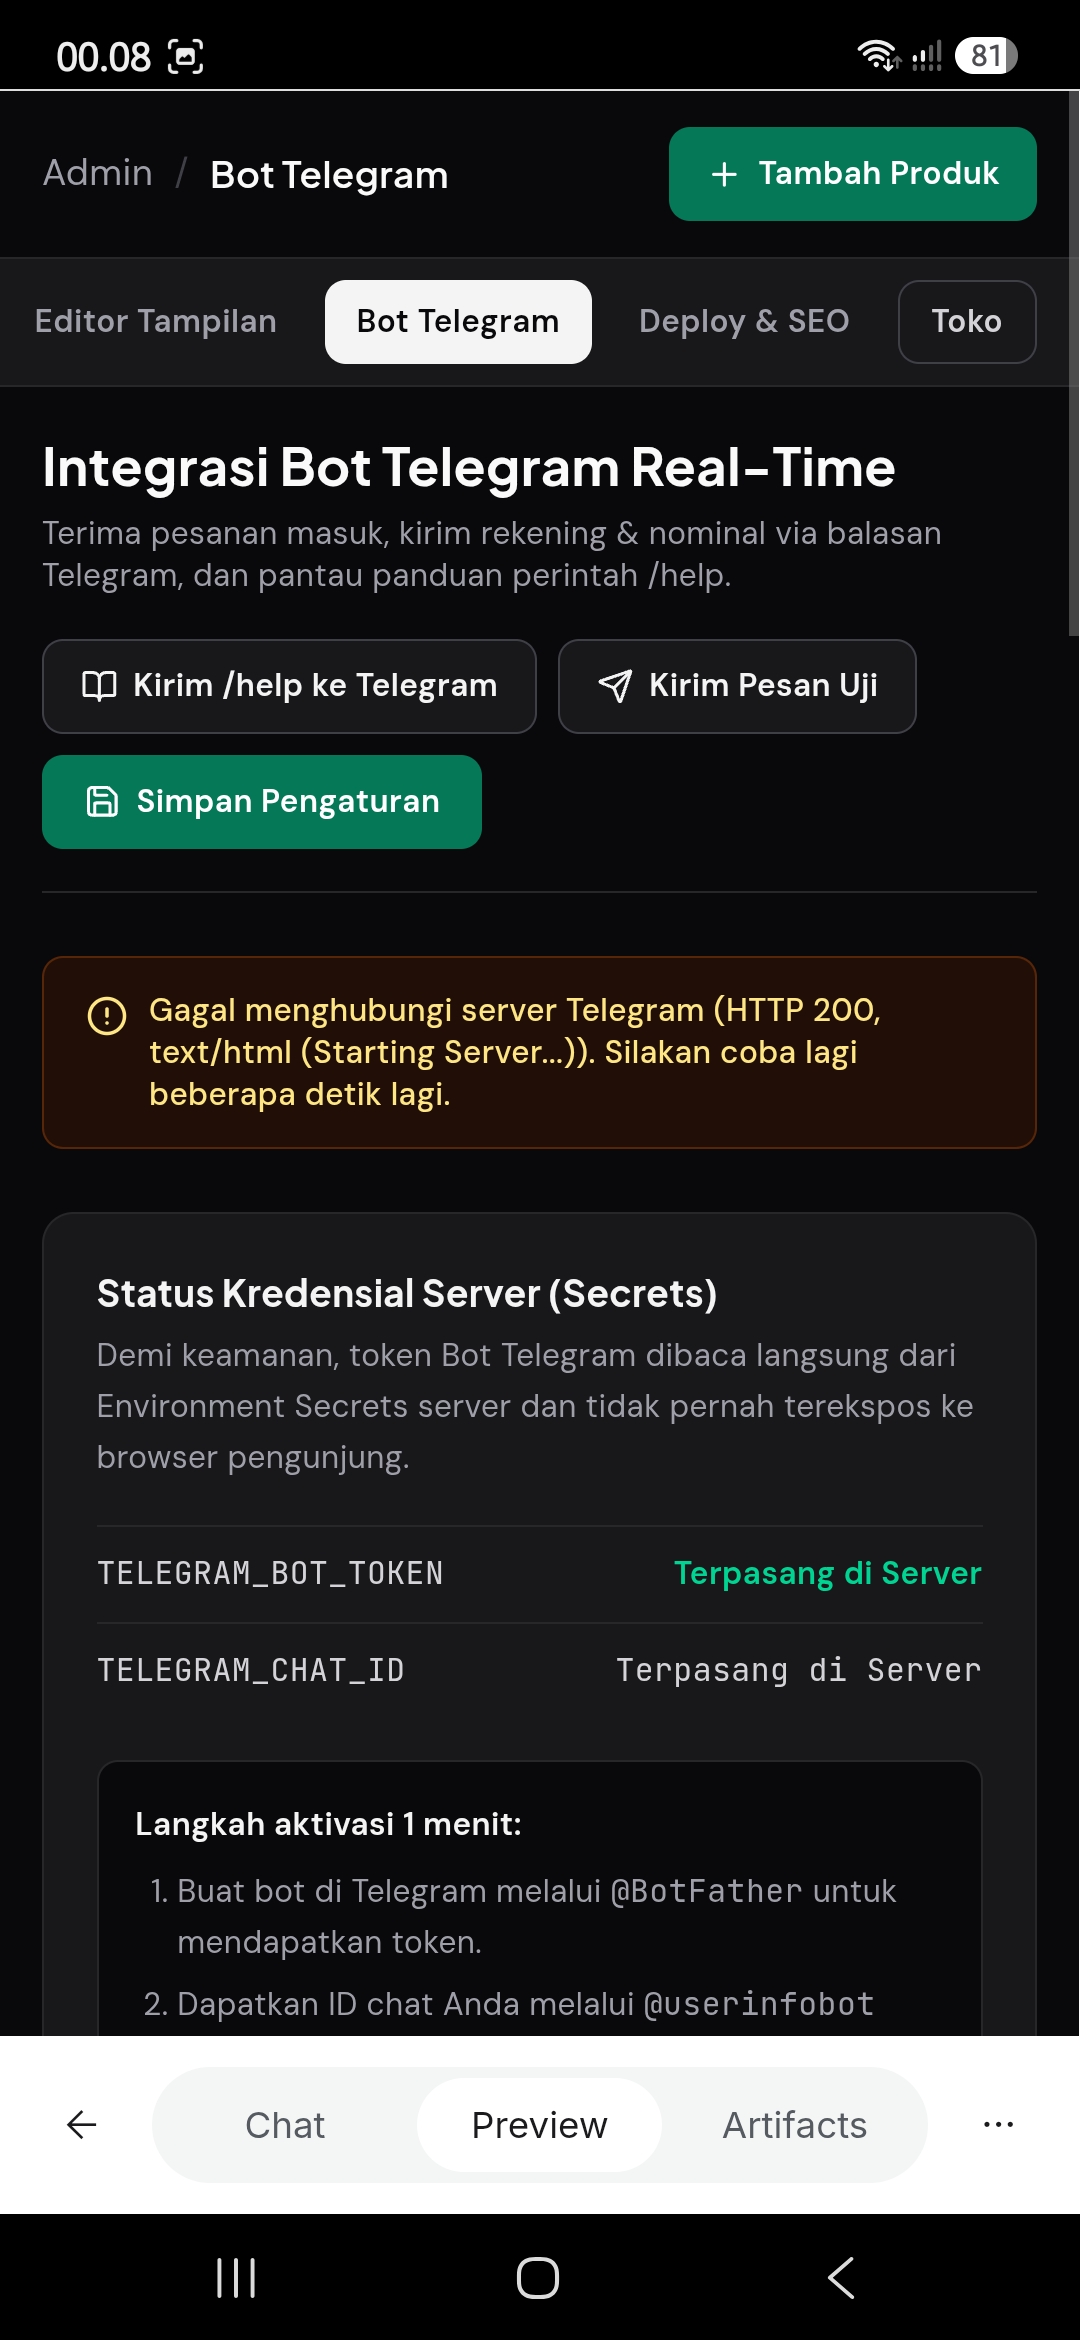 00.08
81
Admin / Bot Telegram
+ Tambah Produk
Editor Tampilan
Bot Telegram
Deploy & SEO
Toko
Integrasi Bot Telegram Real-Time
Terima pesanan masuk, kirim rekening & nominal via balasan
Telegram, dan pantau panduan perintah /help.
Kirim /help ke Telegram
Kirim Pesan Uji
Simpan Pengaturan
Gagal menghubungi server Telegram (HTTP 200,
text/html (Starting Server...)). Silakan coba lagi
beberapa detik lagi.
Status Kredensial Server (Secrets)
Demi keamanan, token Bot Telegram dibaca langsung dari
Environment Secrets server dan tidak pernah terekspos ke
browser pengunjung.
TELEGRAM_BOT_TOKEN
Terpasang di Server
TELEGRAM_CHAT_ID
Terpasang di Server
Langkah aktivasi 1 menit:
1. Buat bot di Telegram melalui @BotFather untuk
mendapatkan token.
2. Dapatkan ID chat Anda melalui @userinfobot
Chat
Preview
Artifacts